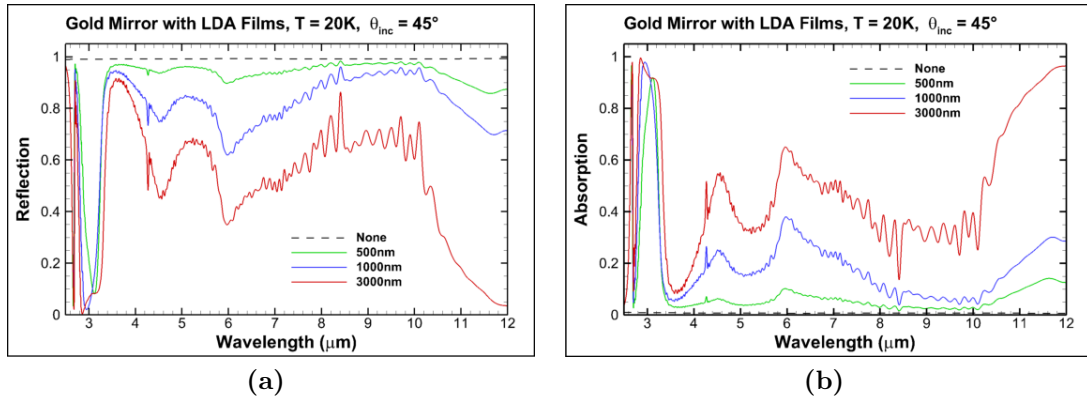 Gold Mirror with LDA Films, T = 20K, θinc = 45°
Reflection
1
0.8
0.6
0.4
0.2
0
None
500nm
1000nm
3000nm
3 4 5 6 7 8 9 10 11 12
Wavelength (μm)
(a)
Gold Mirror with LDA Films, T = 20K, θinc = 45°
Absorption
1
0.8
0.6
0.4
0.2
0
None
500nm
1000nm
3000nm
3 4 5 6 7 8 9 10 11 12
Wavelength (μm)
(b)